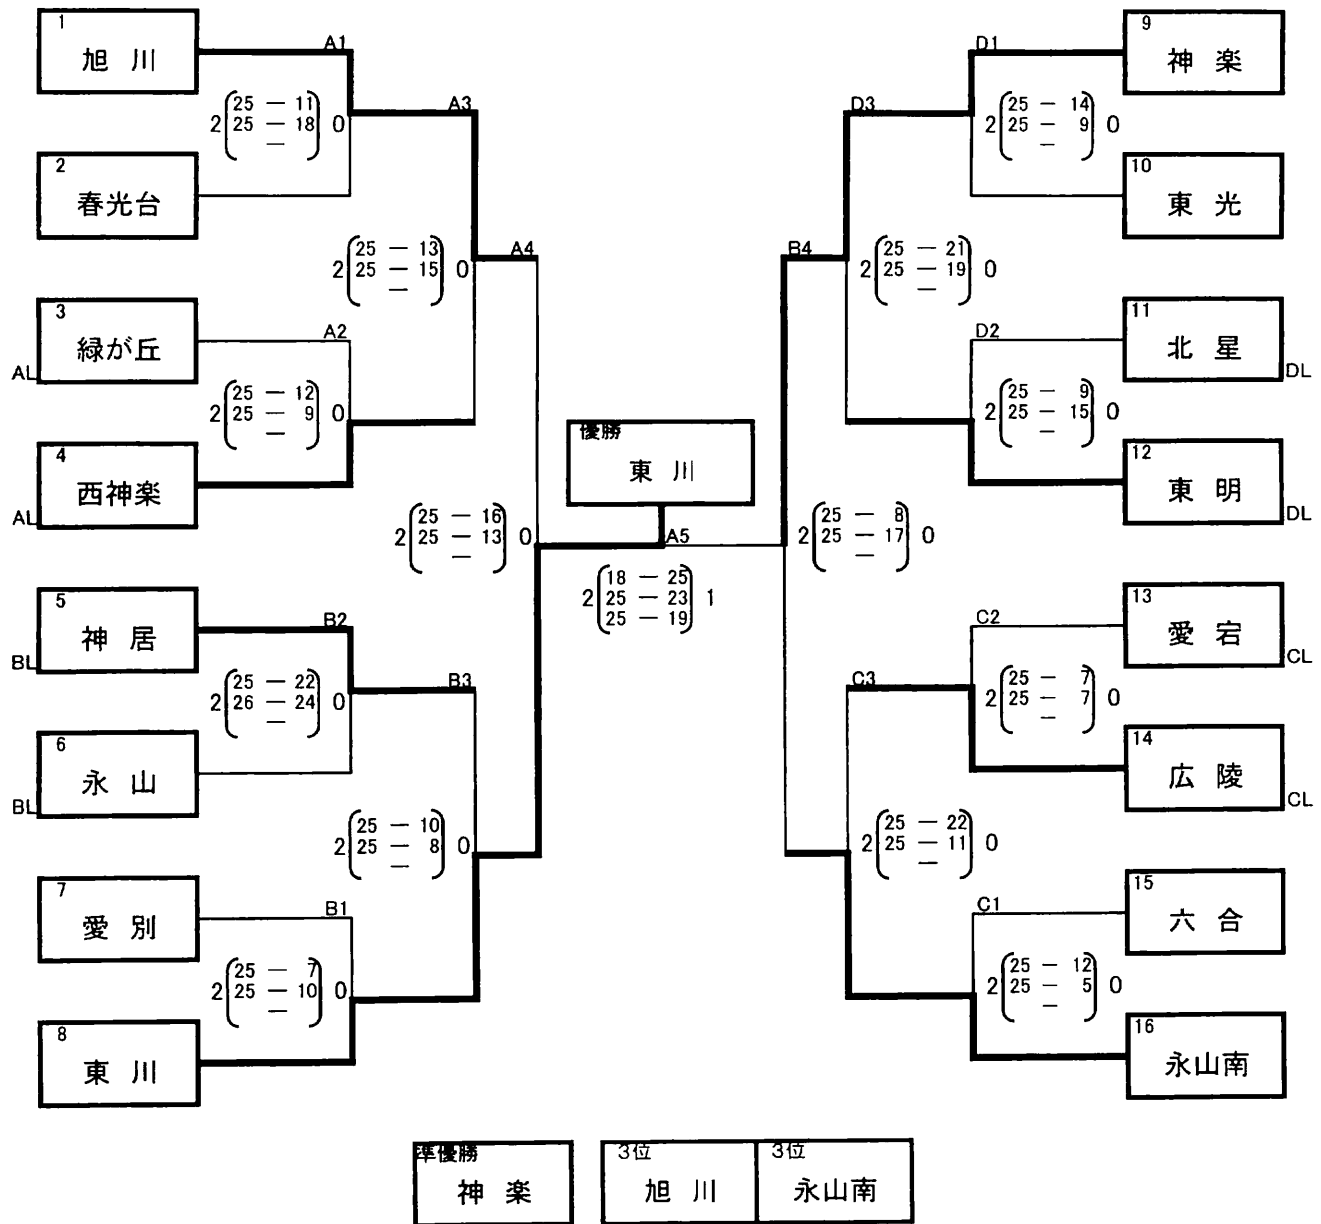 1
旭川
A1
2 25 － 11 0
25 － 18
－
2
春光台
A3
3
緑が丘
AL
A2
2 25 － 12 0
25 － 9
－
4
西神楽
AL
2 25 － 13 0
25 － 15
－
A4
5
神居
BL
B2
2 25 － 22 0
26 － 24
－
6
永山
BL
B3
7
愛別
B1
2 25 － 7 0
25 － 10
－
8
東川
2 25 － 10 0
25 － 8
－
2 25 － 16 0
25 － 13
－
優勝
東川
A5
2 18 － 25 1
25 － 23
25 － 19
9
神楽
D1
2 25 － 14 0
25 － 9
－
10
東光
D3
11
北星
DL
D2
2 25 － 9 0
25 － 15
－
12
東明
DL
2 25 － 21 0
25 － 19
－
B4
2 25 － 8 0
25 － 17
－
13
愛宕
CL
C2
2 25 － 7 0
25 － 7
－
14
広陵
CL
C3
2 25 － 22 0
25 － 11
－
15
六合
C1
2 25 － 12 0
25 － 5
－
16
永山南
準優勝
神楽
3位
旭川
3位
永山南